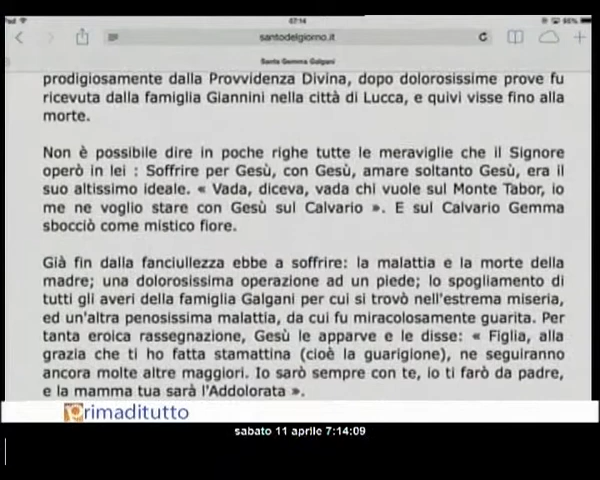 07:14
santodelgiorno.it
Santa Gemma Galgani
prodigiosamente dalla Provvidenza Divina, dopo dolorosissime prove fu
ricevuta dalla famiglia Giannini nella città di Lucca, e quivi visse fino alla
morte.
Non è possibile dire in poche righe tutte le meraviglie che il Signore
operò in lei : Soffrire per Gesù, con Gesù, amare soltanto Gesù, era il
suo altissimo ideale. « Vada, diceva, vada chi vuole sul Monte Tabor, io
me ne voglio stare con Gesù sul Calvario ». E sul Calvario Gemma
sbocciò come mistico fiore.
Già fin dalla fanciullezza ebbe a soffrire: la malattia e la morte della
madre; una dolorosissima operazione ad un piede; lo spogliamento di
tutti gli averi della famiglia Galgani per cui si trovò nell'estrema miseria,
ed un'altra penosissima malattia, da cui fu miracolosamente guarita. Per
tanta eroica rassegnazione, Gesù le apparve e le disse: « Figlia, alla
grazia che ti ho fatta stamattina (cioè la guarigione), ne seguiranno
ancora molte altre maggiori. Io sarò sempre con te, io ti farò da padre,
e la mamma tua sarà l'Addolorata ».
Primaditutto
sabato 11 aprile 7:14:09